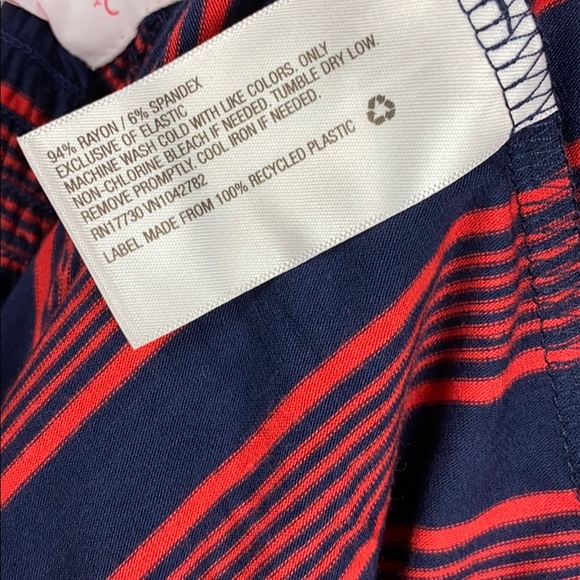 94% RAYON / 6% SPANDEX
EXCLUSIVE OF ELASTIC
MACHINE WASH COLD WITH LIKE COLORS. ONLY
NON-CHLORINE BLEACH IF NEEDED. TUMBLE DRY LOW.
REMOVE PROMPTLY. COOL IRON IF NEEDED.
RN17730 VN1042782
LABEL MADE FROM 100% RECYCLED PLASTIC